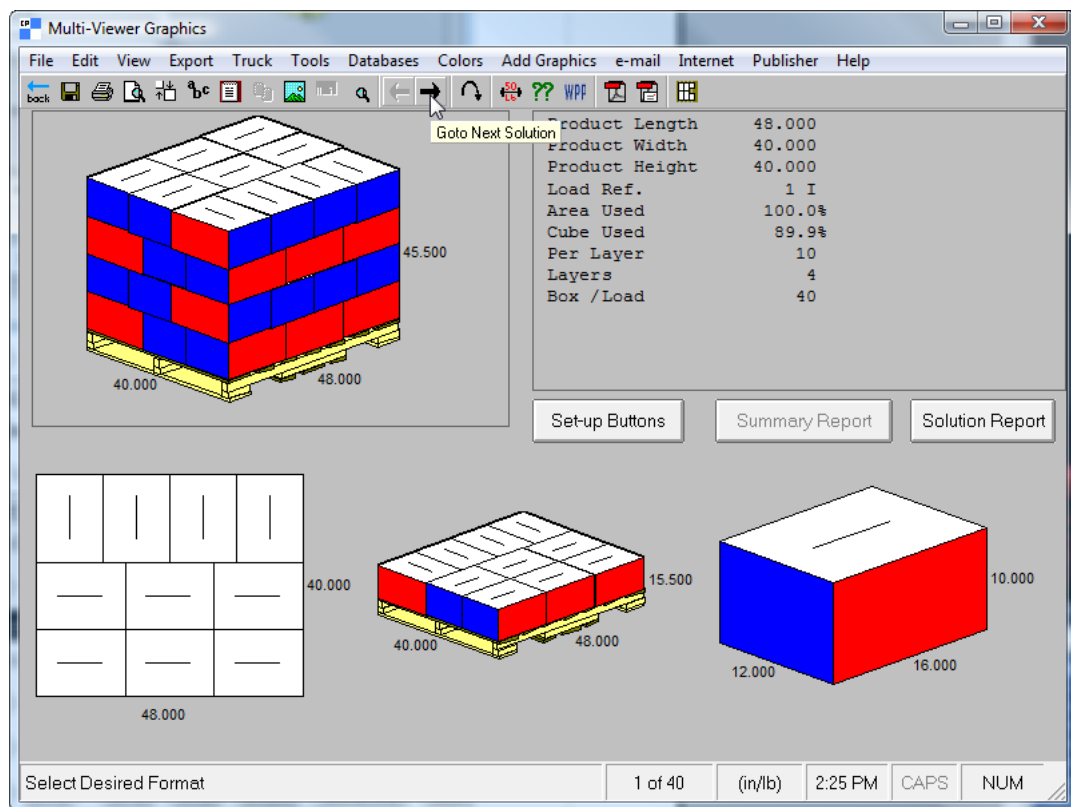 Multi-Viewer Graphics
File Edit View Export Truck Tools Databases Colors Add Graphics e-mail Internet Publisher Help
back abc 50 LB ?? WPF
Goto Next Solution
Product Length 48.000
Product Width 40.000
Product Height 40.000
Load Ref. 1 I
Area Used 100.0%
Cube Used 89.9%
Per Layer 10
Layers 4
Box /Load 40
45.500
40.000 48.000
Set-up Buttons Summary Report Solution Report
40.000
48.000
15.500
40.000 48.000
10.000
12.000 16.000
Select Desired Format 1 of 40 (in/lb) 2:25 PM CAPS NUM